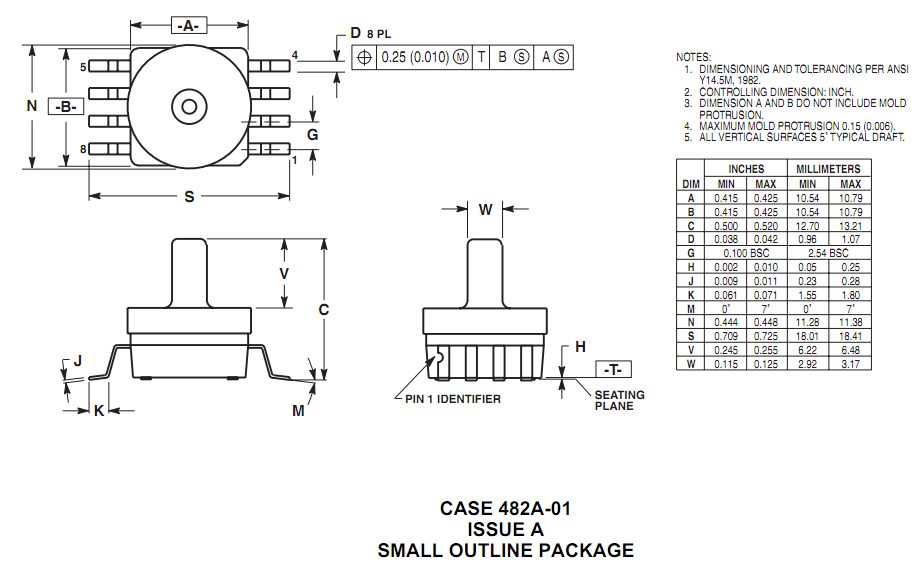 -A-
D 8 PL
0.25 (0.010) Ⓜ T B Ⓢ A Ⓢ
5
4
N
-B-
G
8
1
S
NOTES:
1. DIMENSIONING AND TOLERANCING PER ANSI
Y14.5M, 1982.
2. CONTROLLING DIMENSION: INCH.
3. DIMENSION A AND B DO NOT INCLUDE MOLD
PROTRUSION.
4. MAXIMUM MOLD PROTRUSION 0.15 (0.006).
5. ALL VERTICAL SURFACES 5° TYPICAL DRAFT.
INCHES MILLIMETERS
DIM MIN MAX MIN MAX
A 0.415 0.425 10.54 10.79
B 0.415 0.425 10.54 10.79
C 0.500 0.520 12.70 13.21
D 0.038 0.042 0.96 1.07
G 0.100 BSC 2.54 BSC
H 0.002 0.010 0.05 0.25
J 0.009 0.011 0.23 0.28
K 0.061 0.071 1.55 1.80
M 0° 7° 0° 7°
N 0.444 0.448 11.28 11.38
S 0.709 0.725 18.01 18.41
V 0.245 0.255 6.22 6.48
W 0.115 0.125 2.92 3.17
W
V
C
J
K
M
H
-T-
PIN 1 IDENTIFIER
SEATING
PLANE
CASE 482A-01
ISSUE A
SMALL OUTLINE PACKAGE